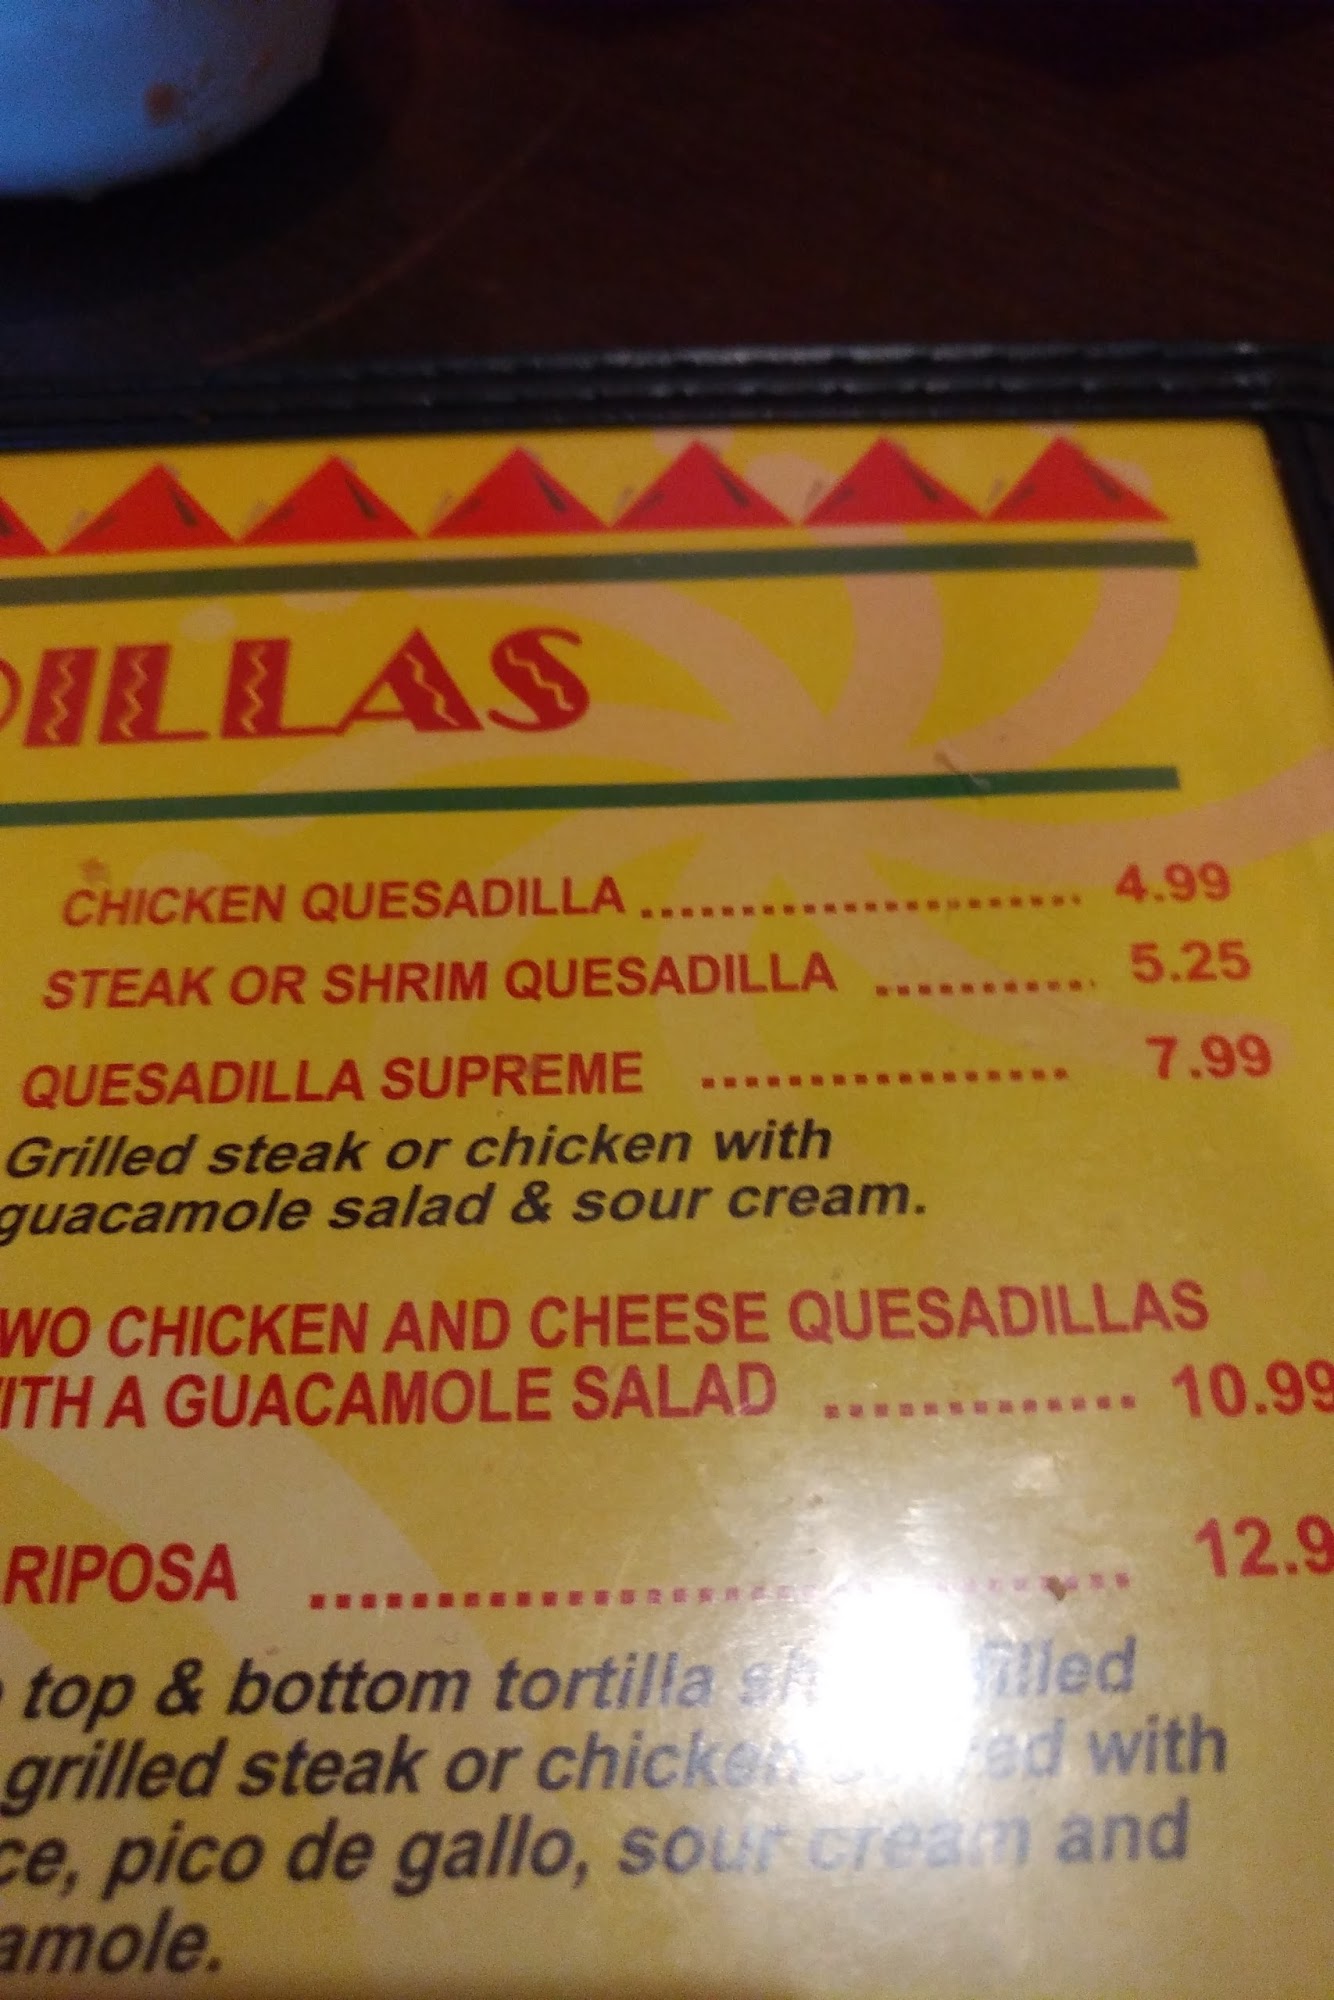 DILLAS
CHICKEN QUESADILLA ........................ 4.99
STEAK OR SHRIM QUESADILLA ............ 5.25
QUESADILLA SUPREME .................... 7.99
Grilled steak or chicken with
guacamole salad & sour cream.
WO CHICKEN AND CHEESE QUESADILLAS
ITH A GUACAMOLE SALAD ............... 10.99
RIPOSA ........................................ 12.9
top & bottom tortilla filled
grilled steak or chicken with
ce, pico de gallo, sour cream and
amole.